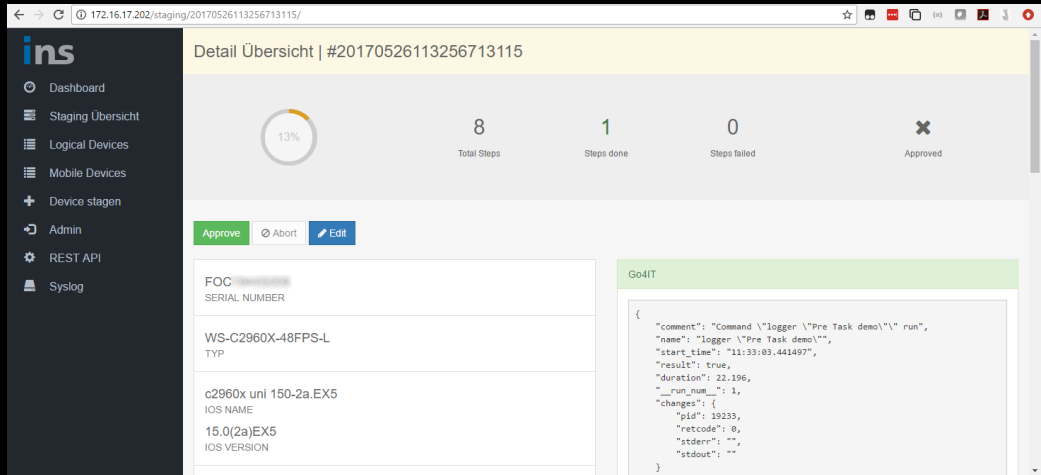 172.16.17.202/staging/20170526113256713115/
ins
Dashboard
Staging Übersicht
Logical Devices
Mobile Devices
Device stagen
Admin
REST API
Syslog
Detail Übersicht | #20170526113256713115
13%
8
Total Steps
1
Steps done
0
Steps failed
Approved
Approve
Abort
Edit
FOC
SERIAL NUMBER
WS-C2960X-48FPS-L
TYP
c2960x uni 150-2a.EX5
IOS NAME
15.0(2a)EX5
IOS VERSION
Go4IT
{
"comment": "Command \"logger \"Pre Task demo\"\" run",
"name": "logger \"Pre Task demo\"",
"start_time": "11:33:03.441497",
"result": true,
"duration": 22.196,
"__run_num__": 1,
"changes": {
"pid": 19233,
"retcode": 0,
"stderr": "",
"stdout": ""
}